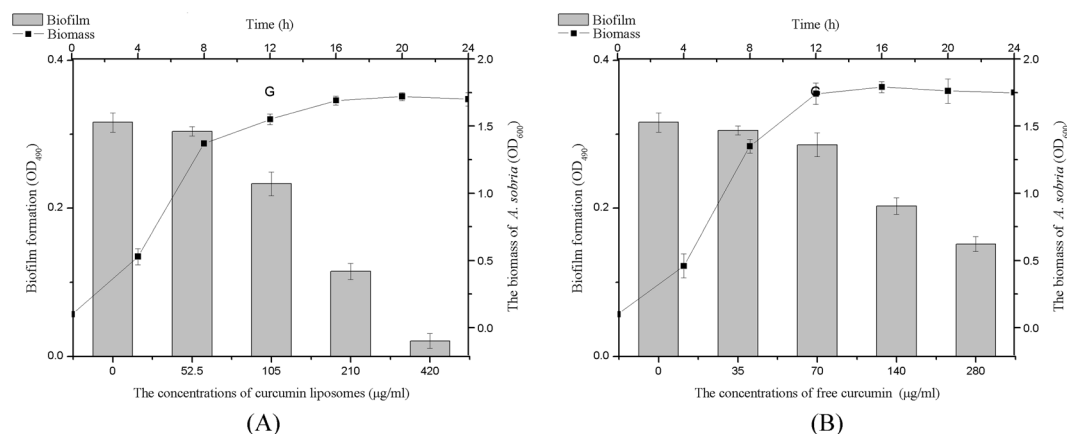 Biofilm
Biomass
Time (h)
0 4 8 12 16 20 24
0.4
0.2
0.0
Biofilm formation (OD490)
G
2.0
1.5
1.0
0.5
0.0
The biomass of A. sobria (OD600)
0 52.5 105 210 420
The concentrations of curcumin liposomes (μg/ml)
(A)
Biofilm
Biomass
Time (h)
0 4 8 12 16 20 24
0.4
0.2
0.0
Biofilm formation (OD490)
G
2.0
1.5
1.0
0.5
0.0
The biomass of A. sobria (OD600)
0 35 70 140 280
The concentrations of free curcumin (μg/ml)
(B)